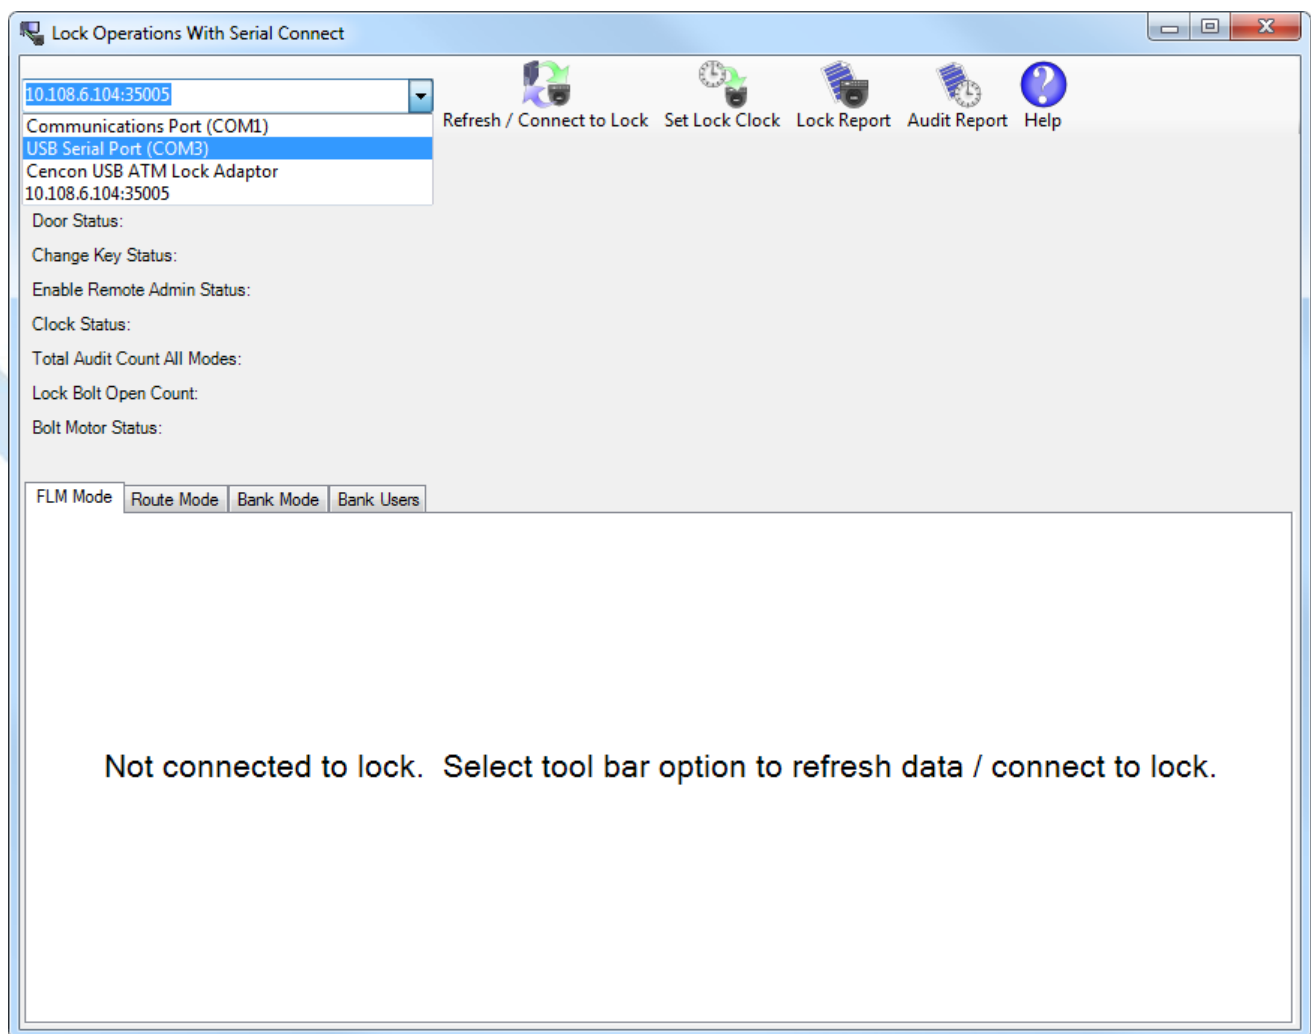 Lock Operations With Serial Connect
10.108.6.104:35005
Communications Port (COM1)
USB Serial Port (COM3)
Cencon USB ATM Lock Adaptor
10.108.6.104:35005
Refresh / Connect to Lock Set Lock Clock Lock Report Audit Report Help
Door Status:
Change Key Status:
Enable Remote Admin Status:
Clock Status:
Total Audit Count All Modes:
Lock Bolt Open Count:
Bolt Motor Status:
FLM Mode Route Mode Bank Mode Bank Users
Not connected to lock. Select tool bar option to refresh data / connect to lock.